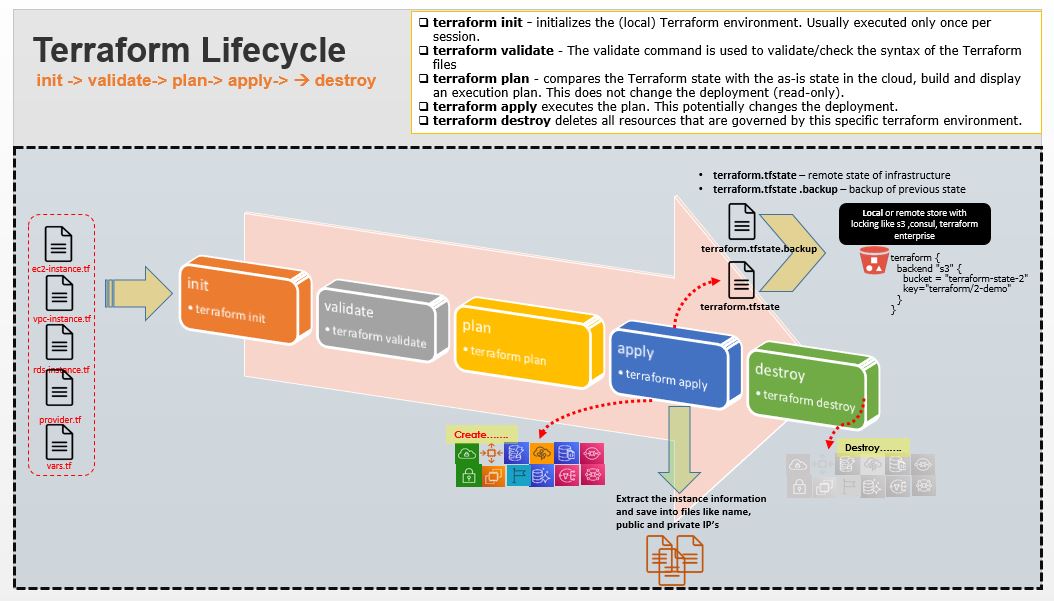 Terraform Lifecycle
init -> validate-> plan-> apply-> → destroy
❑ terraform init - initializes the (local) Terraform environment. Usually executed only once per
session.
❑ terraform validate - The validate command is used to validate/check the syntax of the Terraform
files
❑ terraform plan - compares the Terraform state with the as-is state in the cloud, build and display
an execution plan. This does not change the deployment (read-only).
❑ terraform apply executes the plan. This potentially changes the deployment.
❑ terraform destroy deletes all resources that are governed by this specific terraform environment.
• terraform.tfstate – remote state of infrastructure
• terraform.tfstate .backup – backup of previous state
ec2-instance.tf
vpc-instance.tf
rds.instance.tf
provider.tf
vars.tf
init
• terraform init
validate
• terraform validate
plan
• terraform plan
apply
• terraform apply
destroy
• terraform destroy
terraform.tfstate.backup
terraform.tfstate
Local or remote store with
locking like s3 ,consul, terraform
enterprise
terraform {
backend "s3" {
bucket = "terraform-state-2"
key="terraform/2-demo"
}
}
Create…….
Destroy…….
Extract the instance information
and save into files like name,
public and private IP's